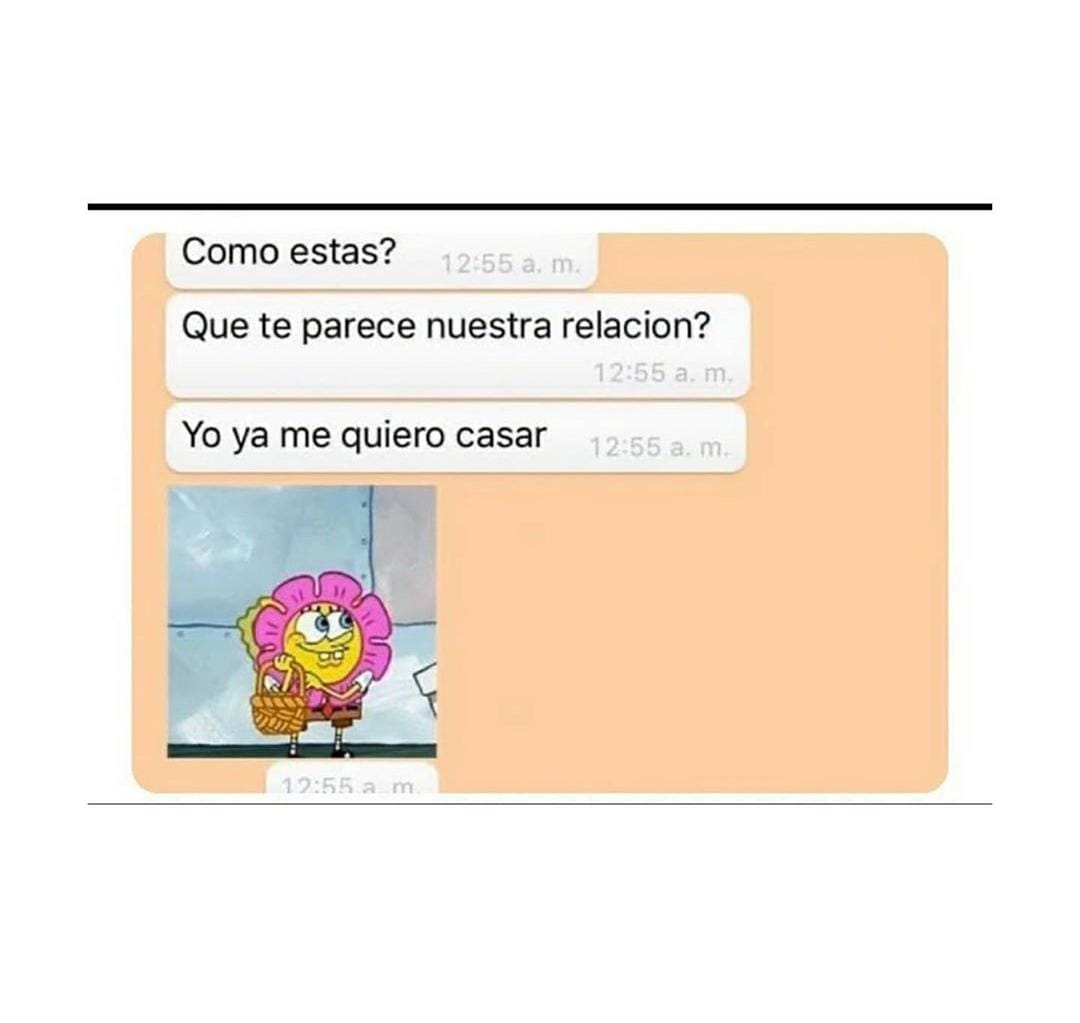 Como estas? 12:55 a. m.
Que te parece nuestra relacion?
12:55 a. m.
Yo ya me quiero casar 12:55 a. m.
12:55 a. m.